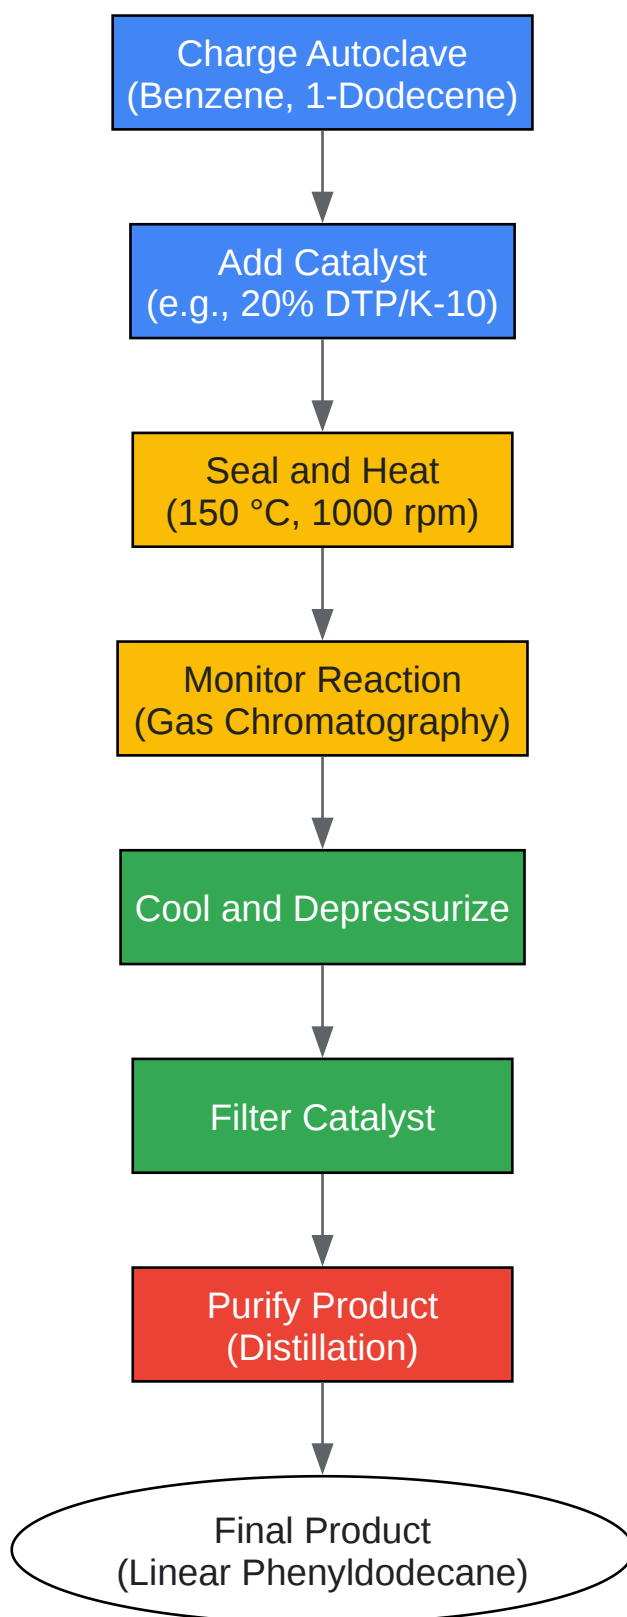 Charge Autoclave
(Benzene, 1-Dodecene)
Add Catalyst
(e.g., 20% DTP/K-10)
Seal and Heat
(150 °C, 1000 rpm)
Monitor Reaction
(Gas Chromatography)
Cool and Depressurize
Filter Catalyst
Purify Product
(Distillation)
Final Product
(Linear Phenyldodecane)